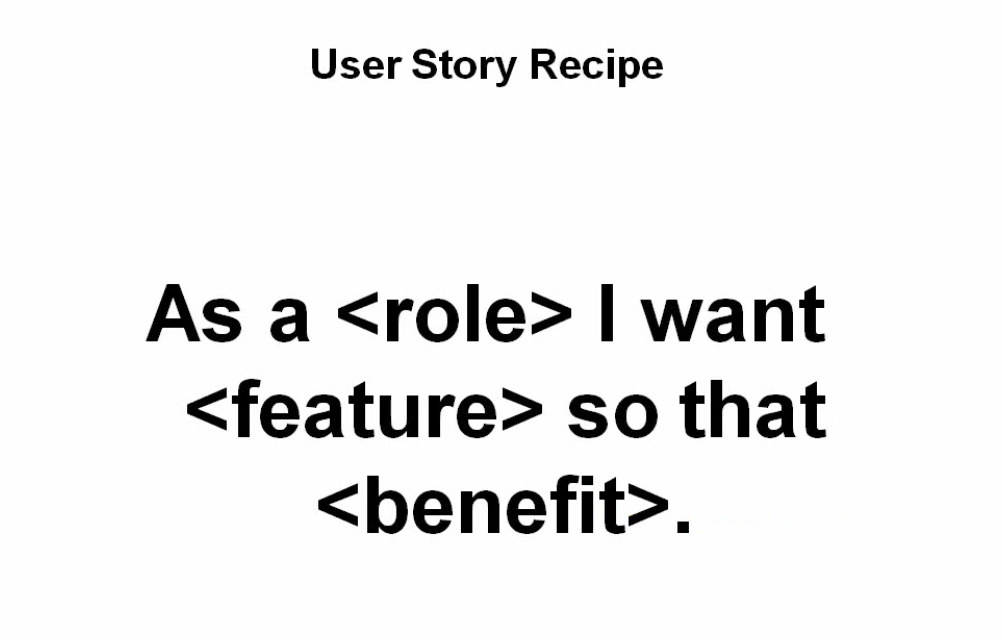 User Story Recipe
As a <role> I want
<feature> so that
<benefit>.